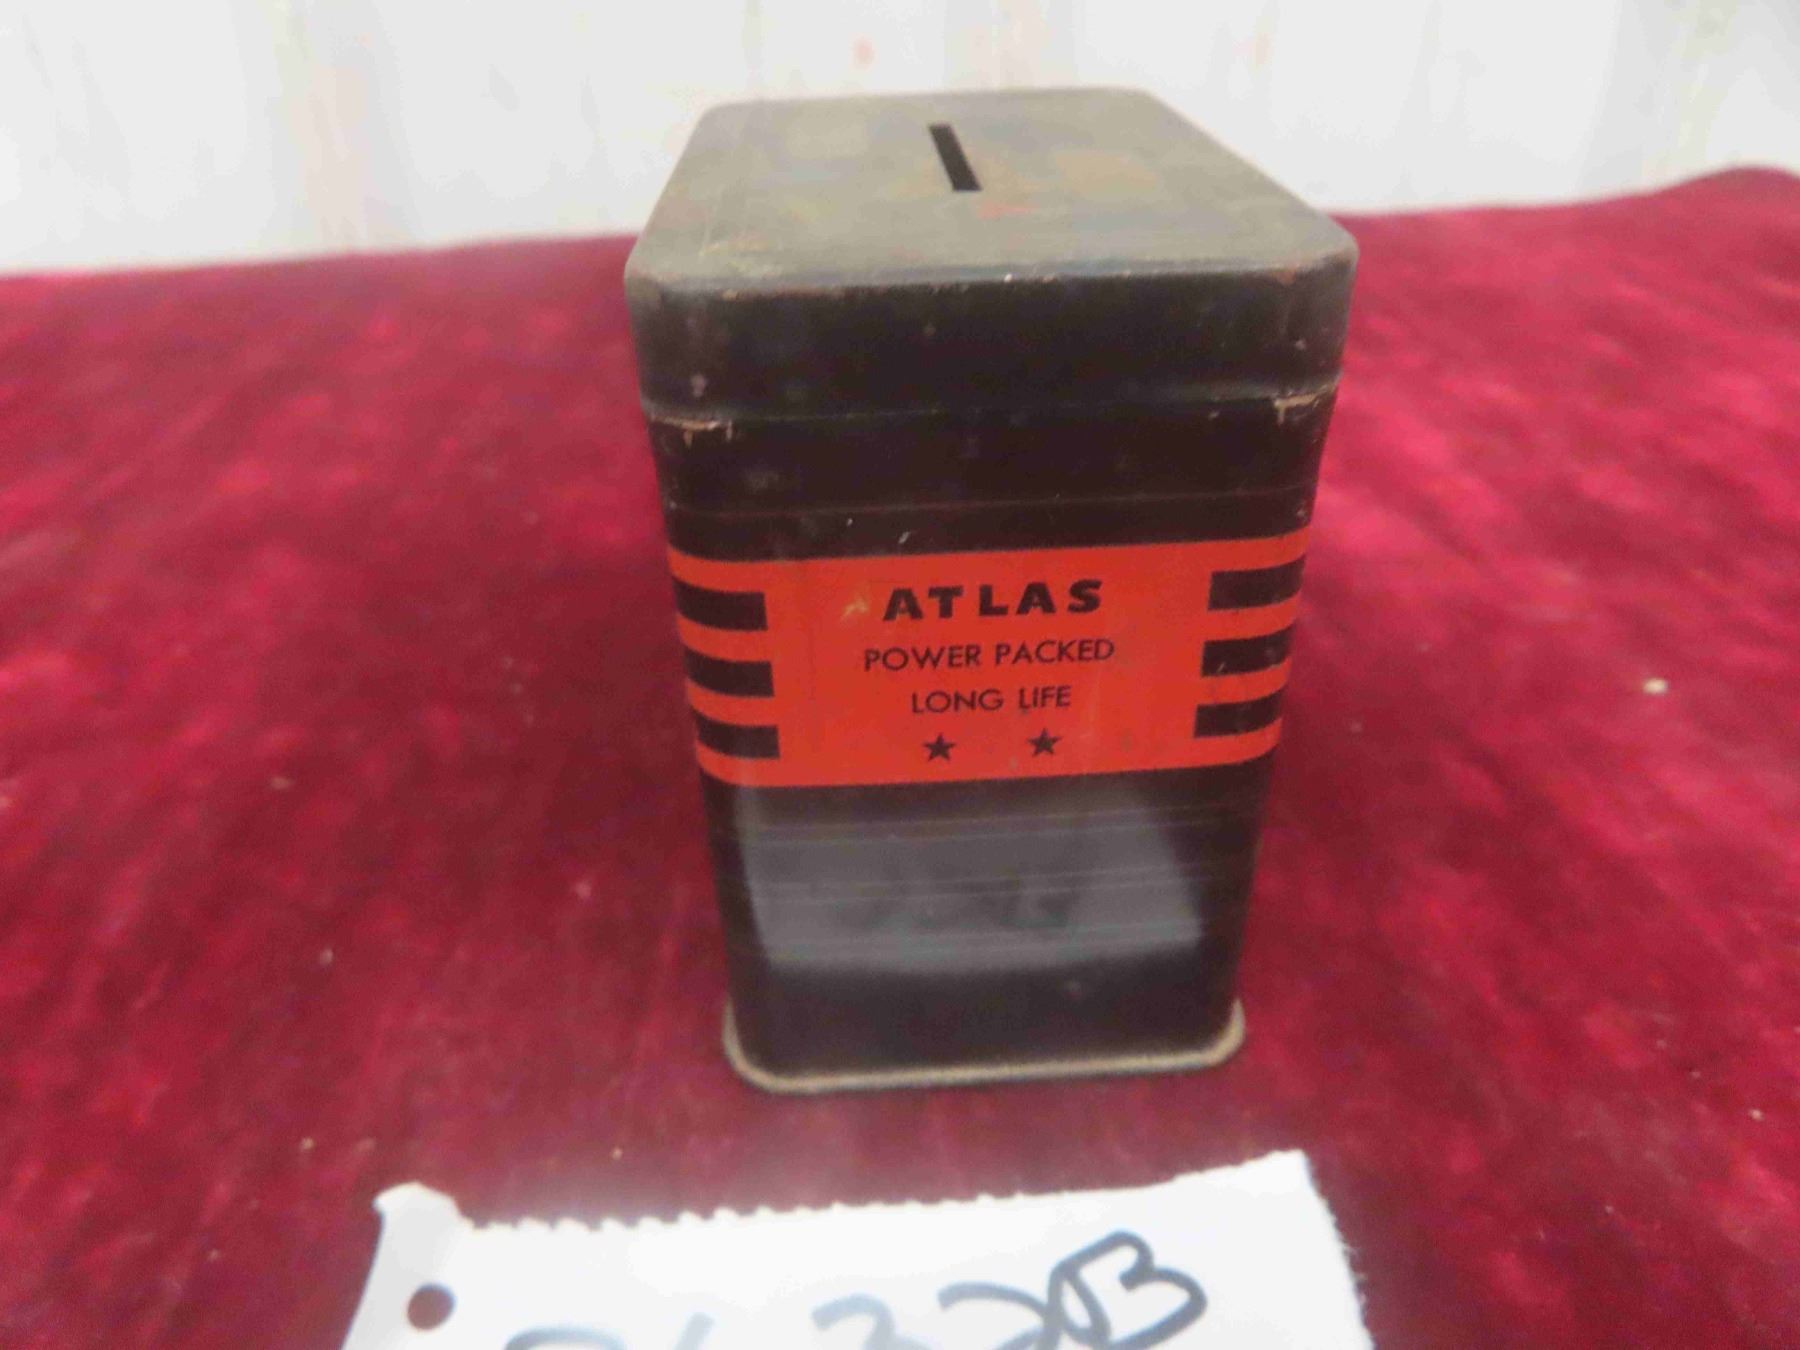 ATLAS
POWER PACKED
LONG LIFE